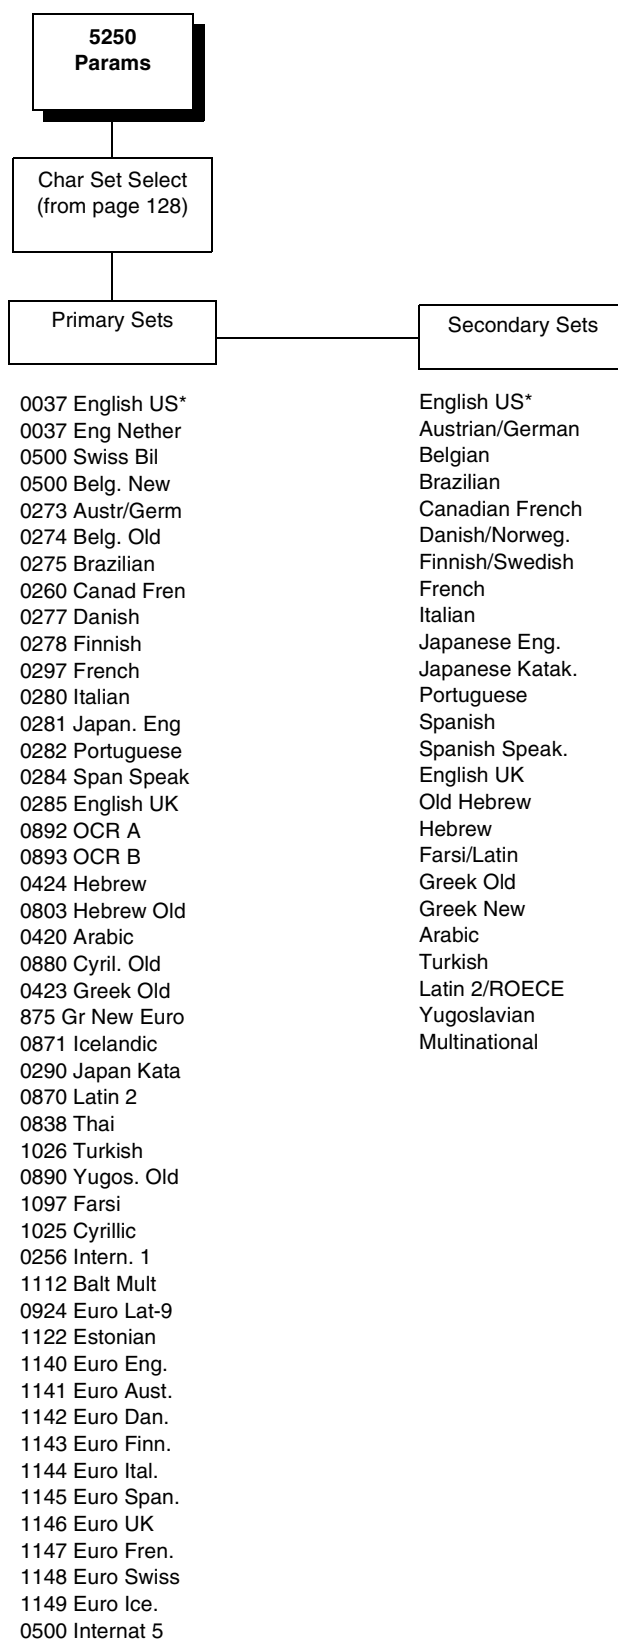 5250
Params
Char Set Select
(from page 128)
Primary Sets
0037 English US*
0037 Eng Nether
0500 Swiss Bil
0500 Belg. New
0273 Austr/Germ
0274 Belg. Old
0275 Brazilian
0260 Canad Fren
0277 Danish
0278 Finnish
0297 French
0280 Italian
0281 Japan. Eng
0282 Portuguese
0284 Span Speak
0285 English UK
0892 OCR A
0893 OCR B
0424 Hebrew
0803 Hebrew Old
0420 Arabic
0880 Cyril. Old
0423 Greek Old
875 Gr New Euro
0871 Icelandic
0290 Japan Kata
0870 Latin 2
0838 Thai
1026 Turkish
0890 Yugos. Old
1097 Farsi
1025 Cyrillic
0256 Intern. 1
1112 Balt Mult
0924 Euro Lat-9
1122 Estonian
1140 Euro Eng.
1141 Euro Aust.
1142 Euro Dan.
1143 Euro Finn.
1144 Euro Ital.
1145 Euro Span.
1146 Euro UK
1147 Euro Fren.
1148 Euro Swiss
1149 Euro Ice.
0500 Internat 5
Secondary Sets
English US*
Austrian/German
Belgian
Brazilian
Canadian French
Danish/Norweg.
Finnish/Swedish
French
Italian
Japanese Eng.
Japanese Katak.
Portuguese
Spanish
Spanish Speak.
English UK
Old Hebrew
Hebrew
Farsi/Latin
Greek Old
Greek New
Arabic
Turkish
Latin 2/ROECE
Yugoslavian
Multinational